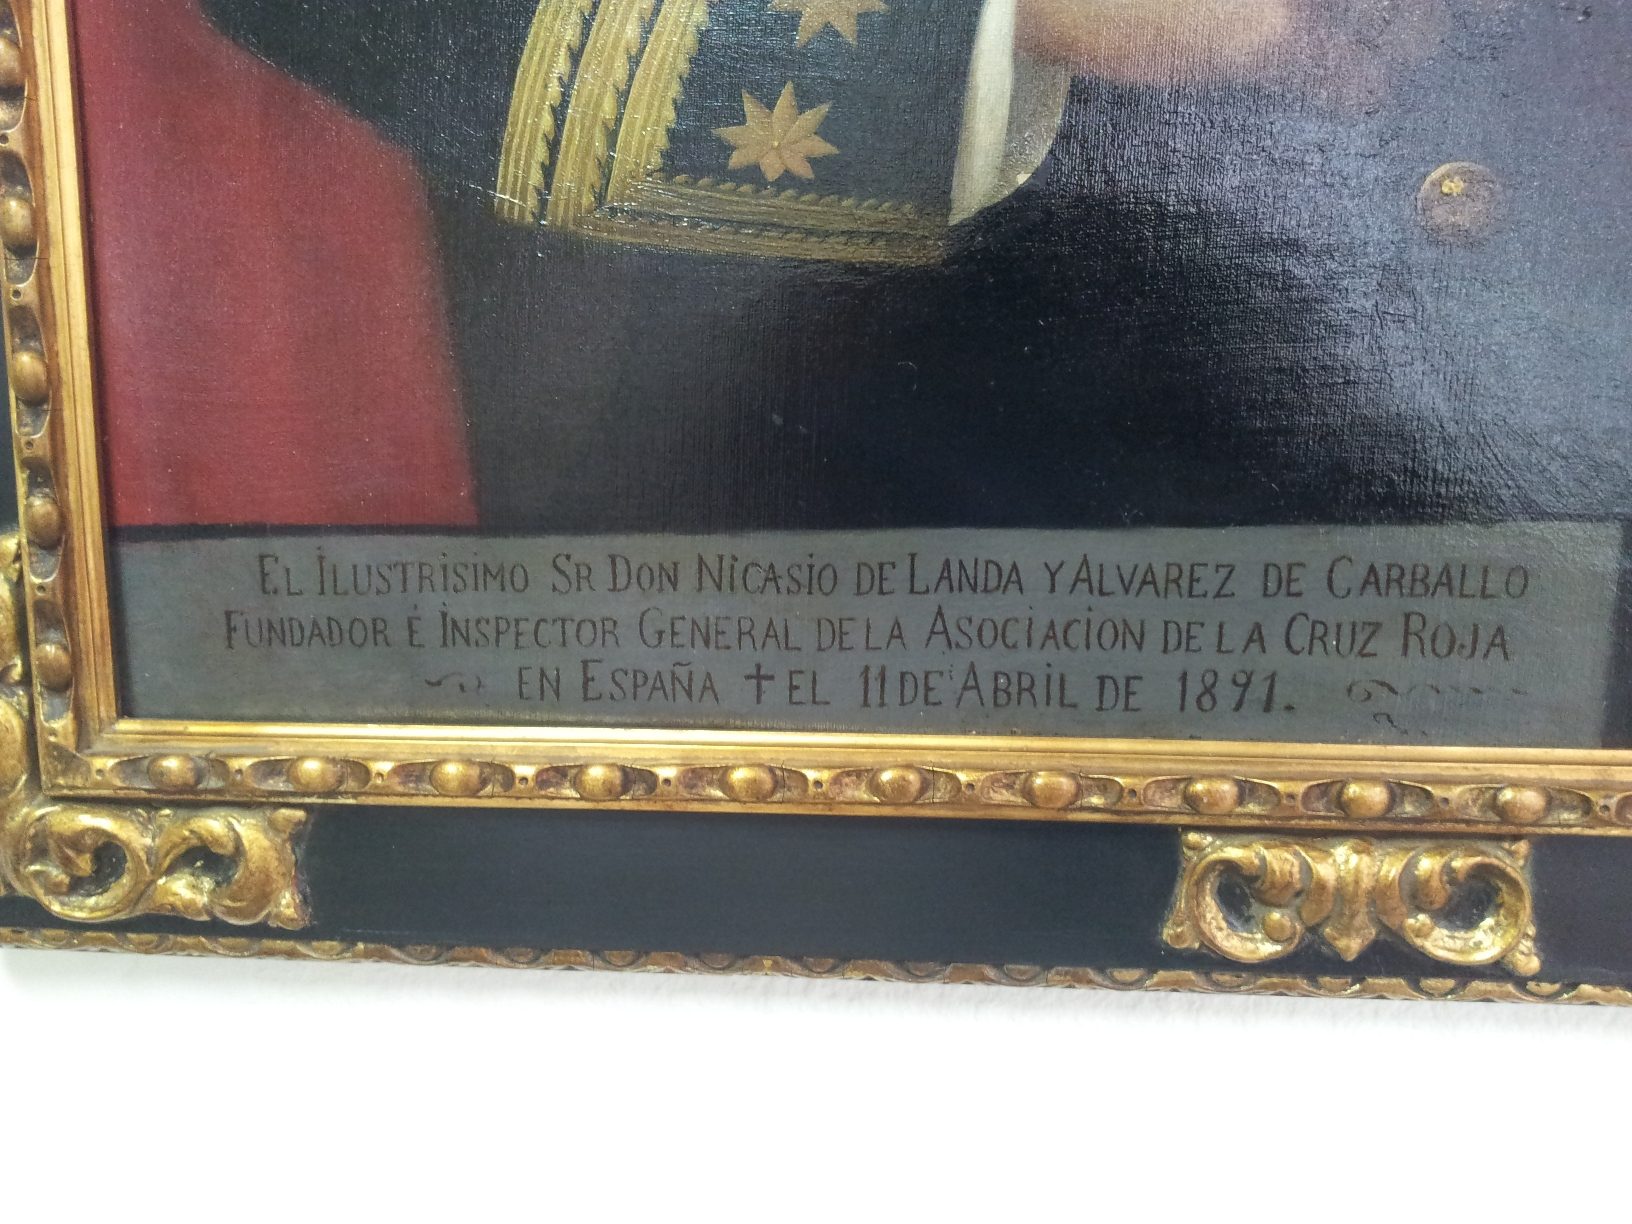 El Ilustrisimo Sr Don Nicasio de Landa y Alvarez de Carballo
Fundador é Inspector General de la Asociacion de la Cruz Roja
en España † el 11 de Abril de 1891.